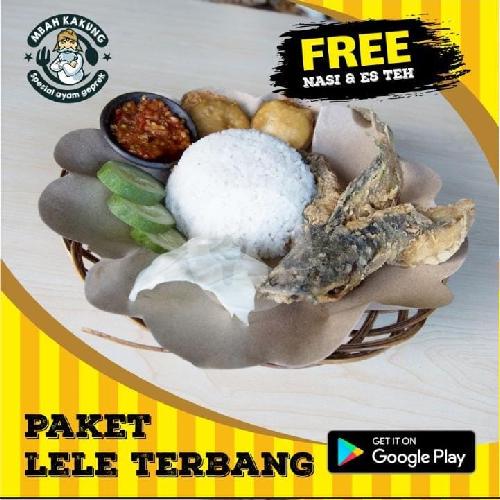 MBAH KAKUNG
Spesial ayam geprek
FREE
NASI & ES TEH
PAKET
LELE TERBANG
GET IT ON
Google Play